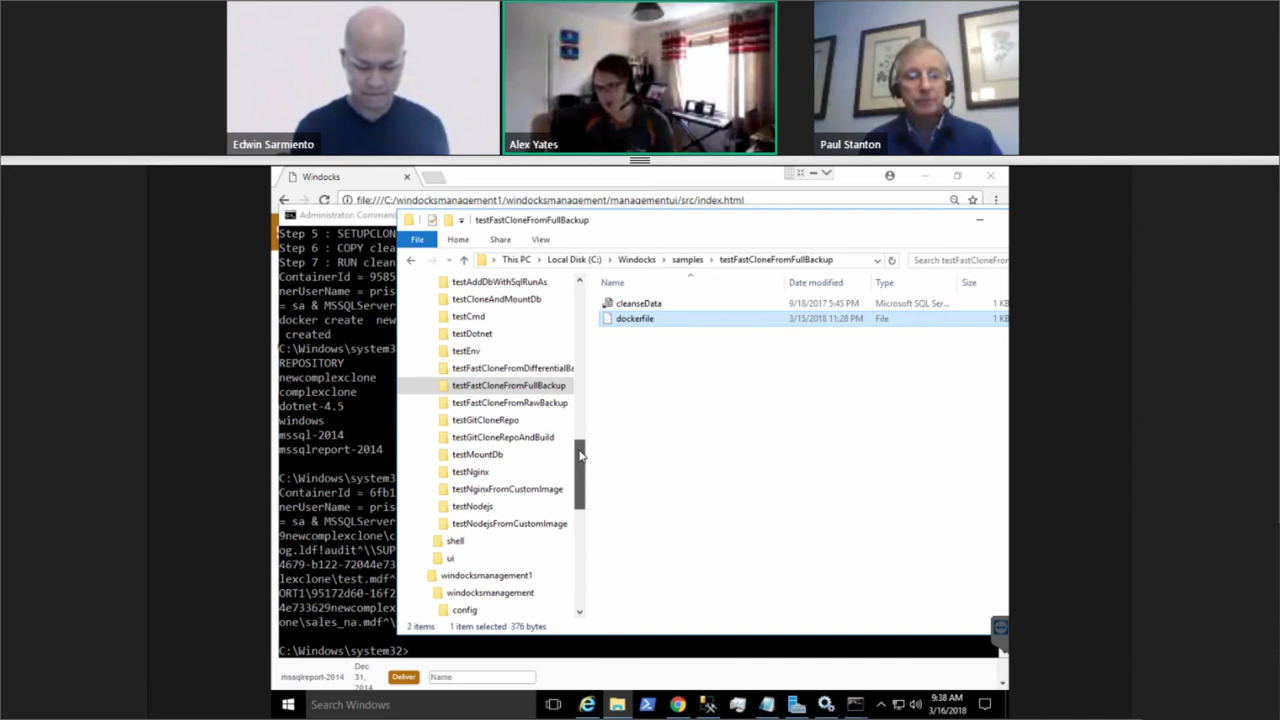 Edwin Sarmiento
Alex Yates
Paul Stanton
Windocks
file:///C:/windocksmanagement1/windocksmanagement/managementui/src/index.html
Administrator: Comman
testFastCloneFromFullBackup
File Home Share View
This PC Local Disk (C:) Windocks samples testFastCloneFromFullBackup
Search testFastCloneFrom
Name Date modified Type Size
cleanseData 9/18/2017 5:45 PM Microsoft SQL Ser... 1 KB
dockerfile 3/15/2018 11:28 PM File 1 KB
testAddDbWithSqlRunAs
testCloneAndMountDb
testCmd
testDotnet
testEnv
testFastCloneFromDifferentialBa
testFastCloneFromFullBackup
testFastCloneFromRawBackup
testGitCloneRepo
testGitCloneRepoAndBuild
testMountDb
testNginx
testNginxFromCustomImage
testNodejs
testNodejsFromCustomImage
shell
ui
windocksmanagement1
windocksmanagement
config
2 items 1 item selected 376 bytes
Step 5 : SETUPCLON
Step 6 : COPY clea
Step 7 : RUN clean
ContainerId = 9585
nerUserName = pris
= sa & MSSQLServer
docker create new
created
C:\Windows\system3
REPOSITORY
newcomplexclone
complexclone
dotnet-4.5
windows
mssql-2014
mssqlreport-2014
C:\Windows\system3
ContainerId = 6fb1
nerUserName = pris
= sa & MSSQLServer
9newcomplexclone\c
og.ldf!audit^\\SUP
4679-b122-72044e73
lexclone\test.mdf^
ORT1\95172d60-16f2
4e733629newcomplex
one\sales_na.mdf^\
C:\Windows\system32>
mssqlreport-2014
Dec
31,
2014
Deliver
Name
Search Windows
9:38 AM
3/16/2018